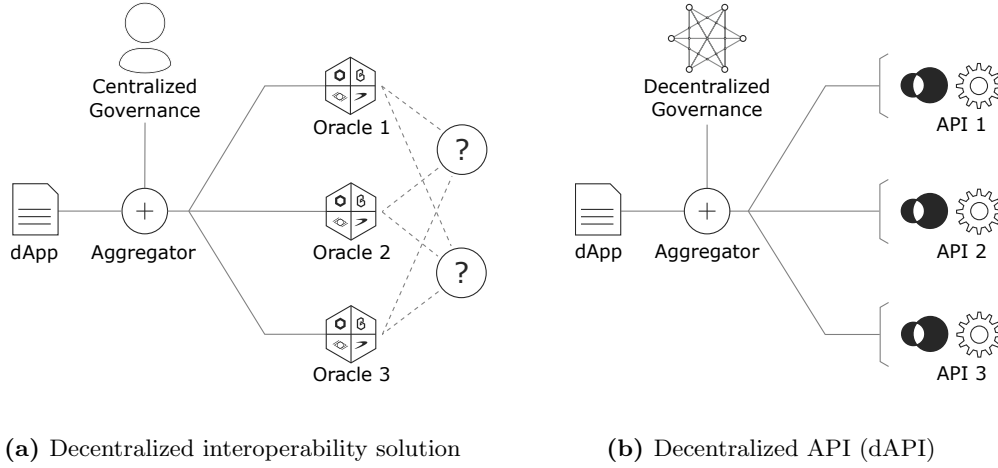 Centralized
Governance
Oracle 1
?
dApp
+
Aggregator
Oracle 2
?
Oracle 3
(a) Decentralized interoperability solution
Decentralized
Governance
API 1
dApp
+
Aggregator
API 2
API 3
(b) Decentralized API (dAPI)